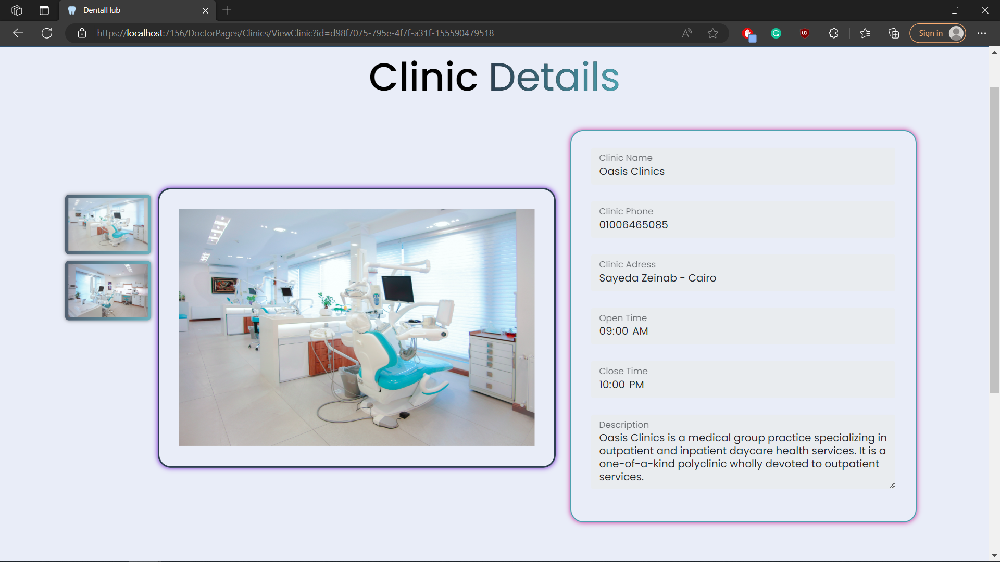 DentalHub
https://localhost:7156/DoctorPages/Clinics/ViewClinic?id=d98f7075-795e-4f7f-a31f-155590479518
Sign in
Clinic Details
Clinic Name
Oasis Clinics
Clinic Phone
01006465085
Clinic Adress
Sayeda Zeinab - Cairo
Open Time
09:00 AM
Close Time
10:00 PM
Description
Oasis Clinics is a medical group practice specializing in
outpatient and inpatient daycare health services. It is a
one-of-a-kind polyclinic wholly devoted to outpatient
services.